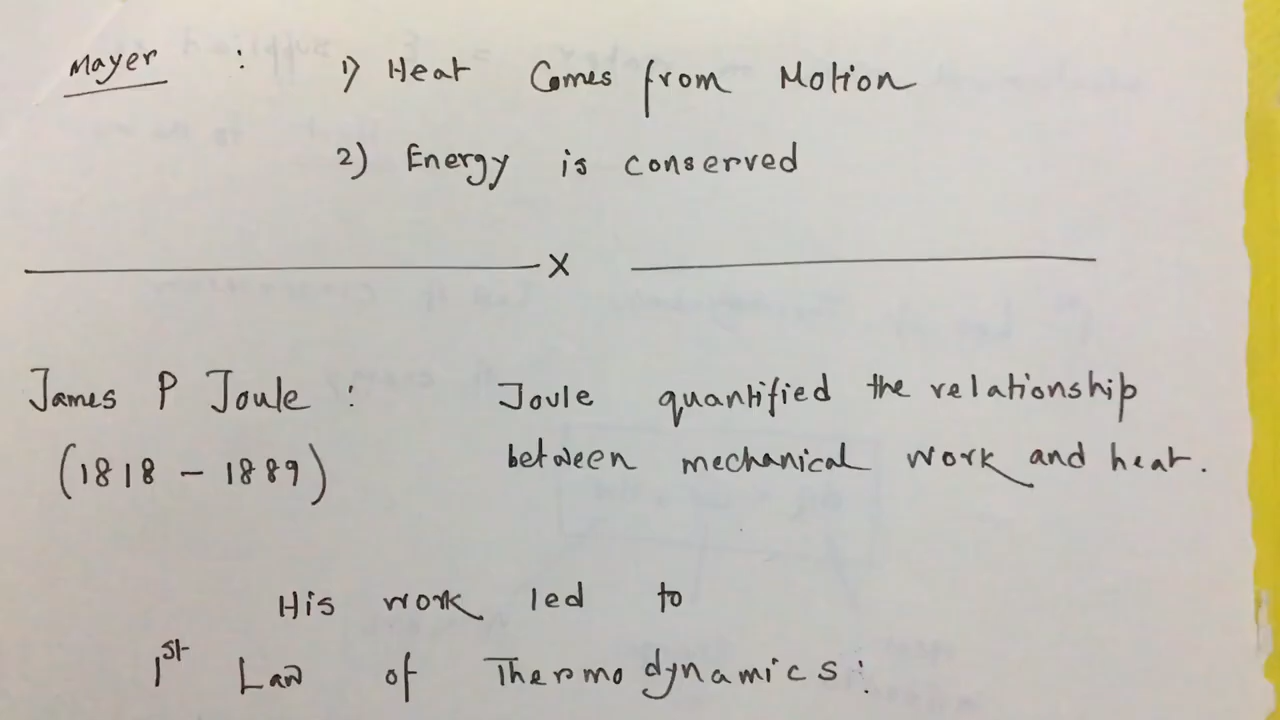 Mayer : 1) Heat Comes from Motion
2) Energy is conserved
X
James P Joule : Joule quantified the relationship
(1818 - 1889) between mechanical work and heat.
His work led to
1st Law of Thermodynamics :